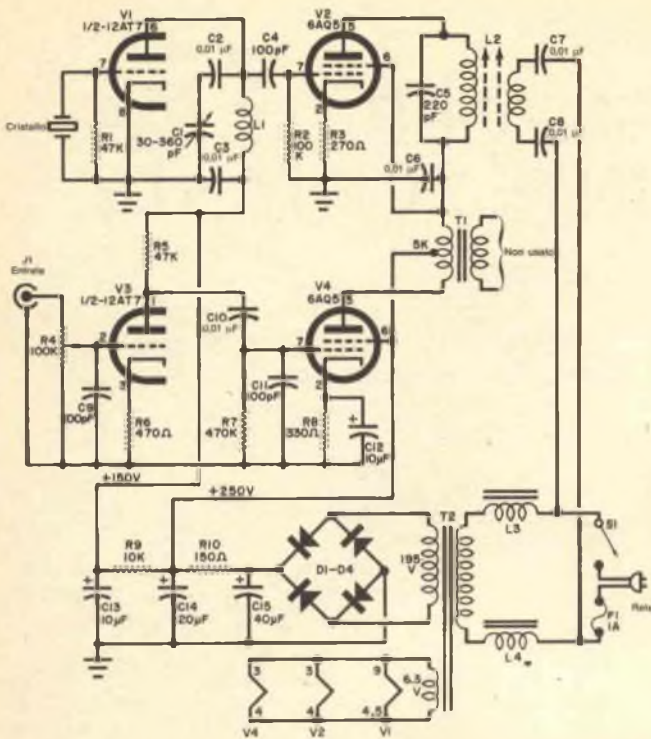 V1
1/2-12AT7
6
7
8
Cristallo
R1
47K
C2
0,01 µF
C1
30-360
pF
C3
0,01 µF
L1
C4
100pF
V2
6AQ5
5
7
6
2
R2
100
K
R3
270Ω
C5
220
pF
C6
0,01 µF
L2
C7
0,01 µF
C8
0,01 µF
T1
5K
Non usato
R5
47K
J1
Entrata
V3
1/2-12AT7
1
2
3
R4
100K
C9
100pF
R6
470Ω
C10
0,01 µF
R7
470K
C11
100pF
V4
6AQ5
5
7
6
2
R8
330Ω
C12
10µF
+150V
+250V
R9
10K
R10
150Ω
C13
10µF
C14
20µF
C15
40µF
D1-D4
195
V
T2
L3
L4
S1
Rete
F1
1A
6.3
V
3
4
V4
3
4
V2
9
4,5
V1